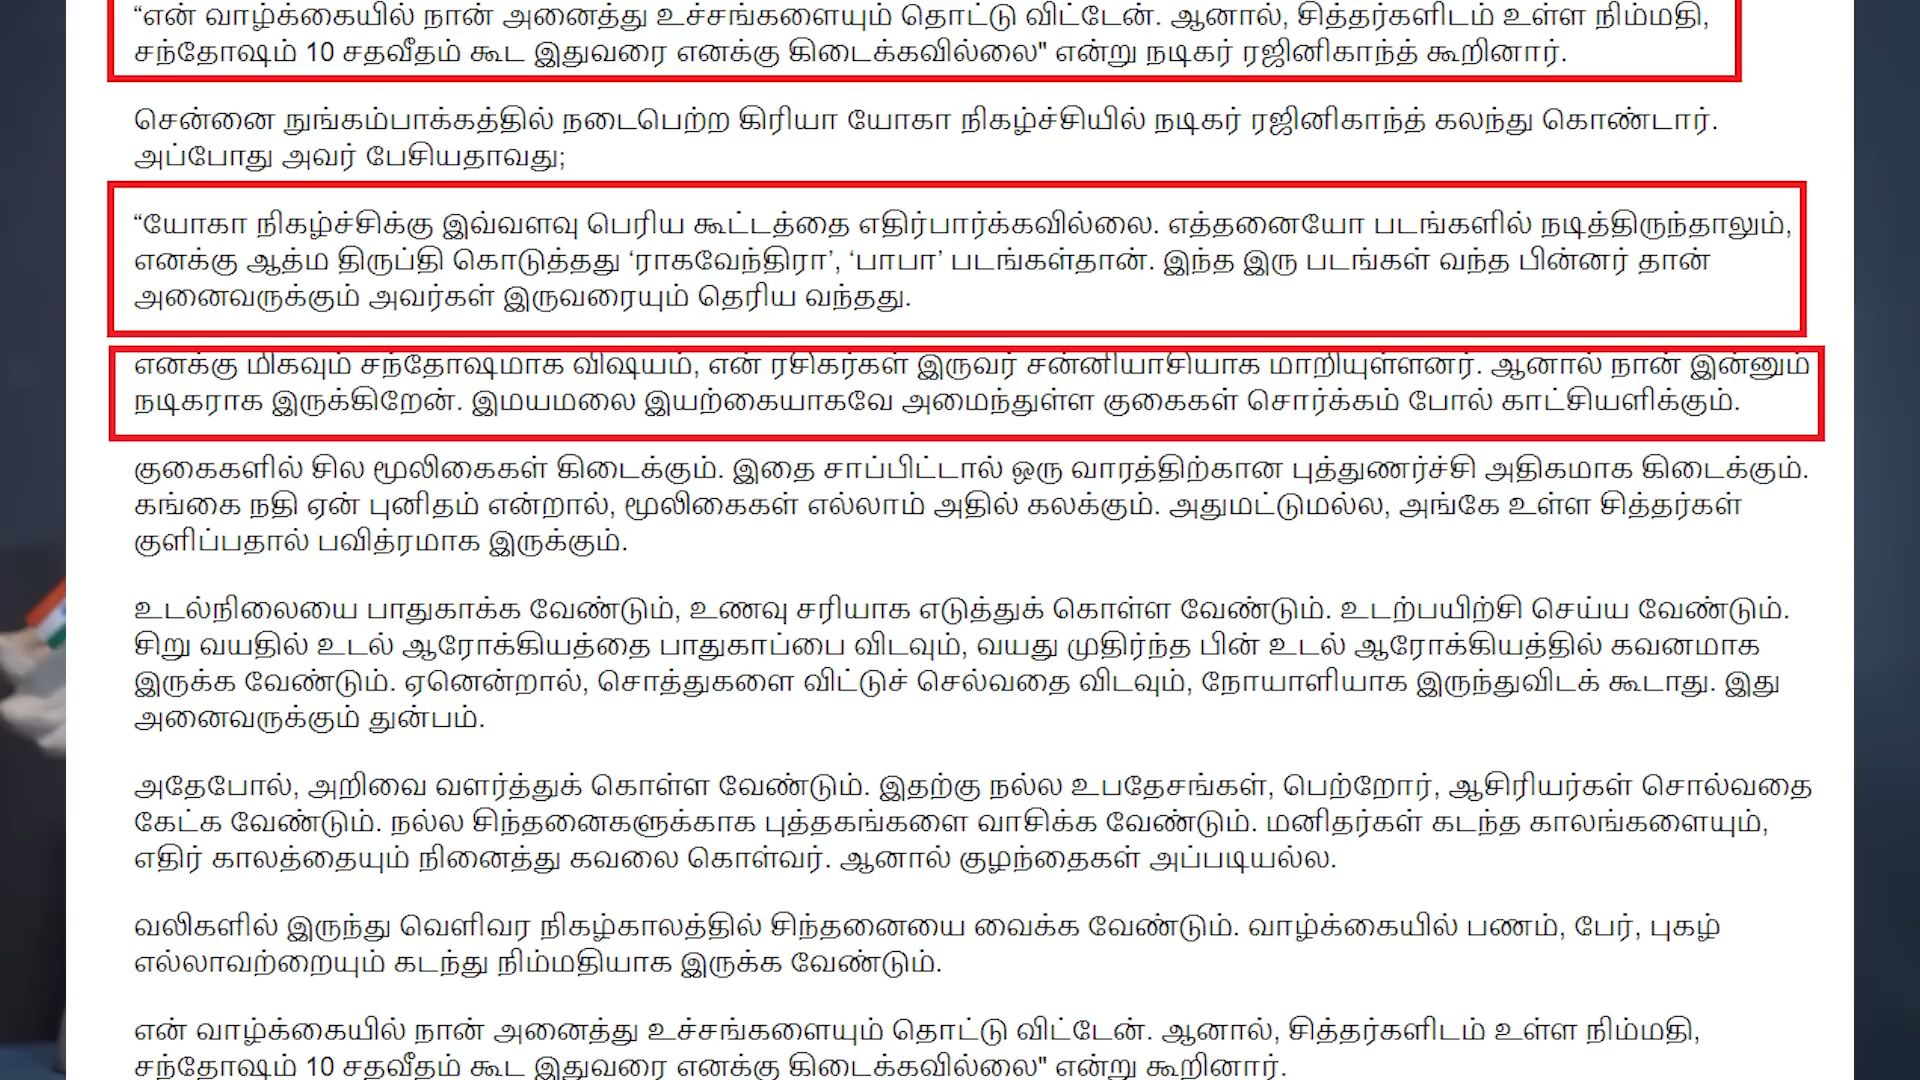 “என் வாழ்க்கையில் நான் அனைத்து உச்சங்களையும் தொட்டு விட்டேன். ஆனால், சித்தர்களிடம் உள்ள நிம்மதி,
சந்தோஷம் 10 சதவீதம் கூட இதுவரை எனக்கு கிடைக்கவில்லை" என்று நடிகர் ரஜினிகாந்த் கூறினார்.
சென்னை நுங்கம்பாக்கத்தில் நடைபெற்ற கிரியா யோகா நிகழ்ச்சியில் நடிகர் ரஜினிகாந்த் கலந்து கொண்டார்.
அப்போது அவர் பேசியதாவது;
“யோகா நிகழ்ச்சிக்கு இவ்வளவு பெரிய கூட்டத்தை எதிர்பார்க்கவில்லை. எத்தனையோ படங்களில் நடித்திருந்தாலும்,
எனக்கு ஆத்ம திருப்தி கொடுத்தது ‘ராகவேந்திரா’, ‘பாபா’ படங்கள்தான். இந்த இரு படங்கள் வந்த பின்னர் தான்
அனைவருக்கும் அவர்கள் இருவரையும் தெரிய வந்தது.
எனக்கு மிகவும் சந்தோஷமாக விஷயம், என் ரசிகர்கள் இருவர் சன்னியாசியாக மாறியுள்ளனர். ஆனால் நான் இன்னும்
நடிகராக இருக்கிறேன். இமயமலை இயற்கையாகவே அமைந்துள்ள குகைகள் சொர்க்கம் போல் காட்சியளிக்கும்.
குகைகளில் சில மூலிகைகள் கிடைக்கும். இதை சாப்பிட்டால் ஒரு வாரத்திற்கான புத்துணர்ச்சி அதிகமாக கிடைக்கும்.
கங்கை நதி ஏன் புனிதம் என்றால், மூலிகைகள் எல்லாம் அதில் கலக்கும். அதுமட்டுமல்ல, அங்கே உள்ள சித்தர்கள்
குளிப்பதால் பவித்ரமாக இருக்கும்.
உடல்நிலையை பாதுகாக்க வேண்டும், உணவு சரியாக எடுத்துக் கொள்ள வேண்டும். உடற்பயிற்சி செய்ய வேண்டும்.
சிறு வயதில் உடல் ஆரோக்கியத்தை பாதுகாப்பை விடவும், வயது முதிர்ந்த பின் உடல் ஆரோக்கியத்தில் கவனமாக
இருக்க வேண்டும். ஏனென்றால், சொத்துகளை விட்டுச் செல்வதை விடவும், நோயாளியாக இருந்துவிடக் கூடாது. இது
அனைவருக்கும் துன்பம்.
அதேபோல், அறிவை வளர்த்துக் கொள்ள வேண்டும். இதற்கு நல்ல உபதேசங்கள், பெற்றோர், ஆசிரியர்கள் சொல்வதை
கேட்க வேண்டும். நல்ல சிந்தனைகளுக்காக புத்தகங்களை வாசிக்க வேண்டும். மனிதர்கள் கடந்த காலங்களையும்,
எதிர் காலத்தையும் நினைத்து கவலை கொள்வர். ஆனால் குழந்தைகள் அப்படியல்ல.
வலிகளில் இருந்து வெளிவர நிகழ்காலத்தில் சிந்தனையை வைக்க வேண்டும். வாழ்க்கையில் பணம், பேர், புகழ்
எல்லாவற்றையும் கடந்து நிம்மதியாக இருக்க வேண்டும்.
என் வாழ்க்கையில் நான் அனைத்து உச்சங்களையும் தொட்டு விட்டேன். ஆனால், சித்தர்களிடம் உள்ள நிம்மதி,
சந்தோஷம் 10 சதவீதம் கூட இதுவரை எனக்கு கிடைக்கவில்லை" என்று கூறினார்.